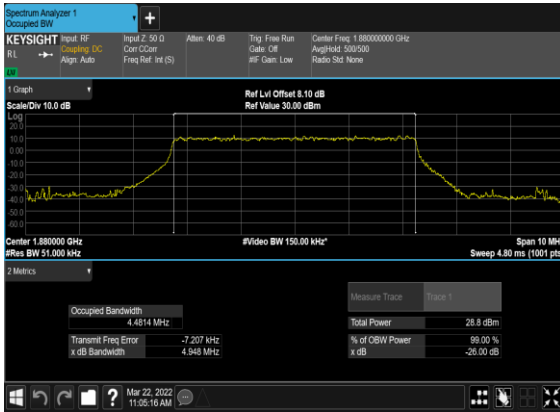 Spectrum Analyzer 1
Occupied BW
KEYSIGHT
RL
LW
Input: RF
Coupling: DC
Align: Auto
Input Z: 50 Ω
Corr CCorr
Freq Ref: Int (S)
Atten: 40 dB
Trig: Free Run
Gate: Off
#IF Gain: Low
Center Freq: 1.880000000 GHz
Avg|Hold: 500/500
Radio Std: None
1 Graph
Scale/Div 10.0 dB
Ref Lvl Offset 8.10 dB
Ref Value 30.00 dBm
Log
20.0
10.0
0.00
-10.0
-20.0
-30.0
-40.0
-50.0
-60.0
Center 1.880000 GHz
#Video BW 150.00 kHz*
Span 10 MH
#Res BW 51.000 kHz
Sweep 4.80 ms (1001 pts
2 Metrics
Measure Trace
Trace 1
Occupied Bandwidth
4.4814 MHz
Total Power
28.8 dBm
Transmit Freq Error
-7.207 kHz
% of OBW Power
99.00 %
x dB Bandwidth
4.948 MHz
x dB
-26.00 dB
?
Mar 22, 2022
11:05:16 AM